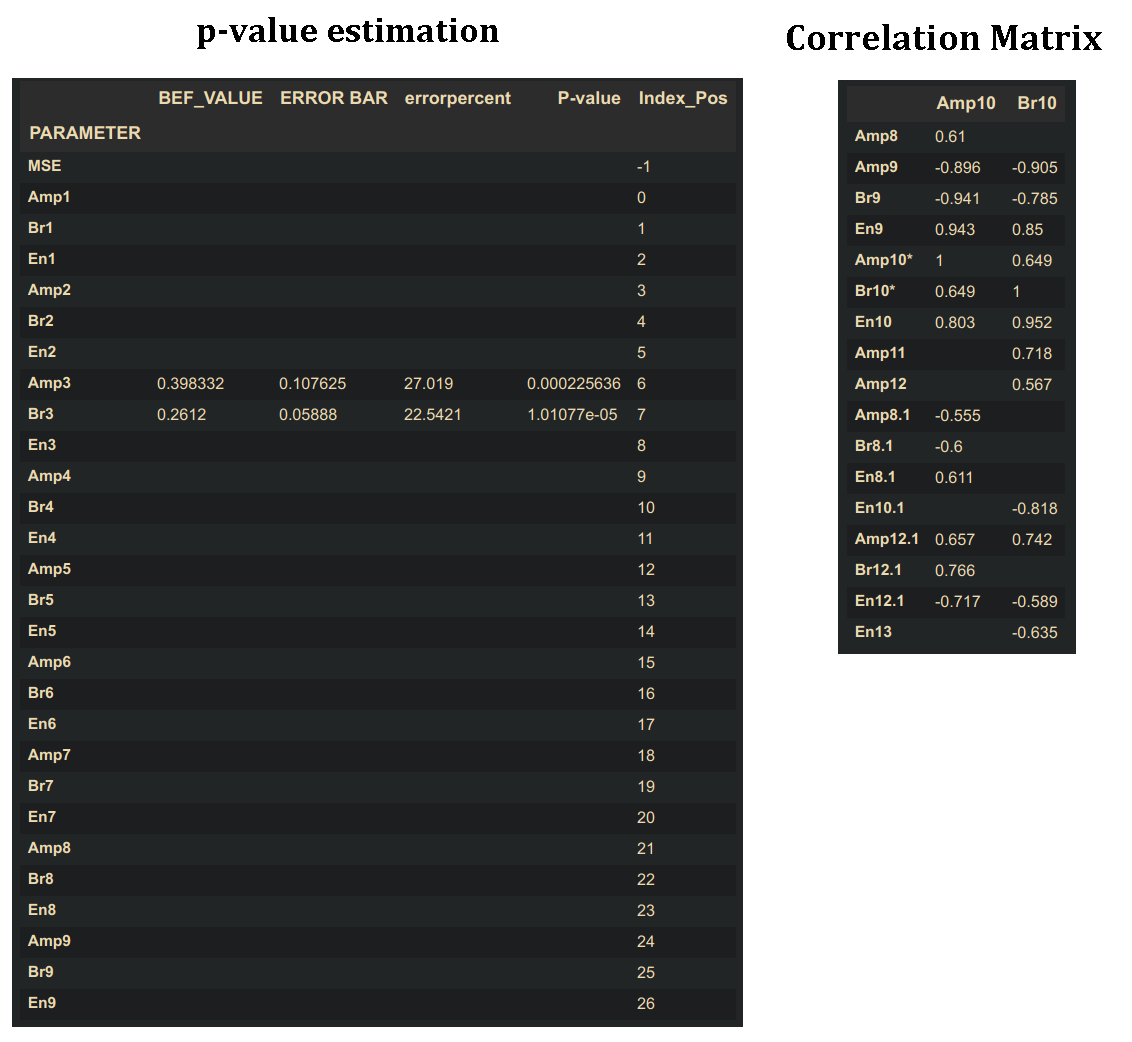 p-value estimation
BEF_VALUE ERROR BAR errorpercent P-value Index_Pos
PARAMETER
MSE -1
Amp1 0
Br1 1
En1 2
Amp2 3
Br2 4
En2 5
Amp3 0.398332 0.107625 27.019 0.000225636 6
Br3 0.2612 0.05888 22.5421 1.01077e-05 7
En3 8
Amp4 9
Br4 10
En4 11
Amp5 12
Br5 13
En5 14
Amp6 15
Br6 16
En6 17
Amp7 18
Br7 19
En7 20
Amp8 21
Br8 22
En8 23
Amp9 24
Br9 25
En9 26
Correlation Matrix
Amp10 Br10
Amp8 0.61
Amp9 -0.896 -0.905
Br9 -0.941 -0.785
En9 0.943 0.85
Amp10* 1 0.649
Br10* 0.649 1
En10 0.803 0.952
Amp11 0.718
Amp12 0.567
Amp8.1 -0.555
Br8.1 -0.6
En8.1 0.611
En10.1 -0.818
Amp12.1 0.657 0.742
Br12.1 0.766
En12.1 -0.717 -0.589
En13 -0.635